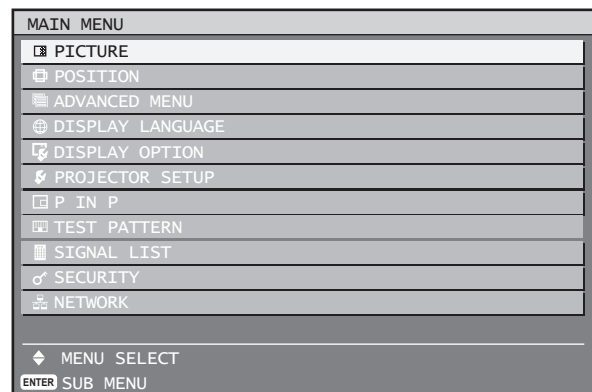 MAIN MENU
PICTURE
POSITION
ADVANCED MENU
DISPLAY LANGUAGE
DISPLAY OPTION
PROJECTOR SETUP
P IN P
TEST PATTERN
SIGNAL LIST
SECURITY
NETWORK
MENU SELECT
ENTER SUB MENU